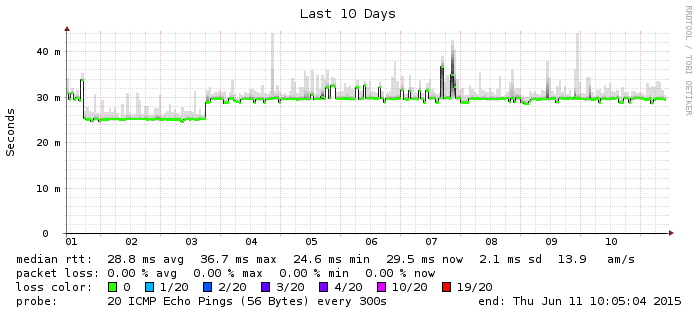 Last 10 Days
RRDTOOL / TOBI OETIKER
Seconds
40 m
30 m
20 m
10 m
0
01 02 03 04 05 06 07 08 09 10
median rtt: 28.8 ms avg 36.7 ms max 24.6 ms min 29.5 ms now 2.1 ms sd 13.9 am/s
packet loss: 0.00 % avg 0.00 % max 0.00 % min 0.00 % now
loss color: 0 1/20 2/20 3/20 4/20 10/20 19/20
probe: 20 ICMP Echo Pings (56 Bytes) every 300s end: Thu Jun 11 10:05:04 2015